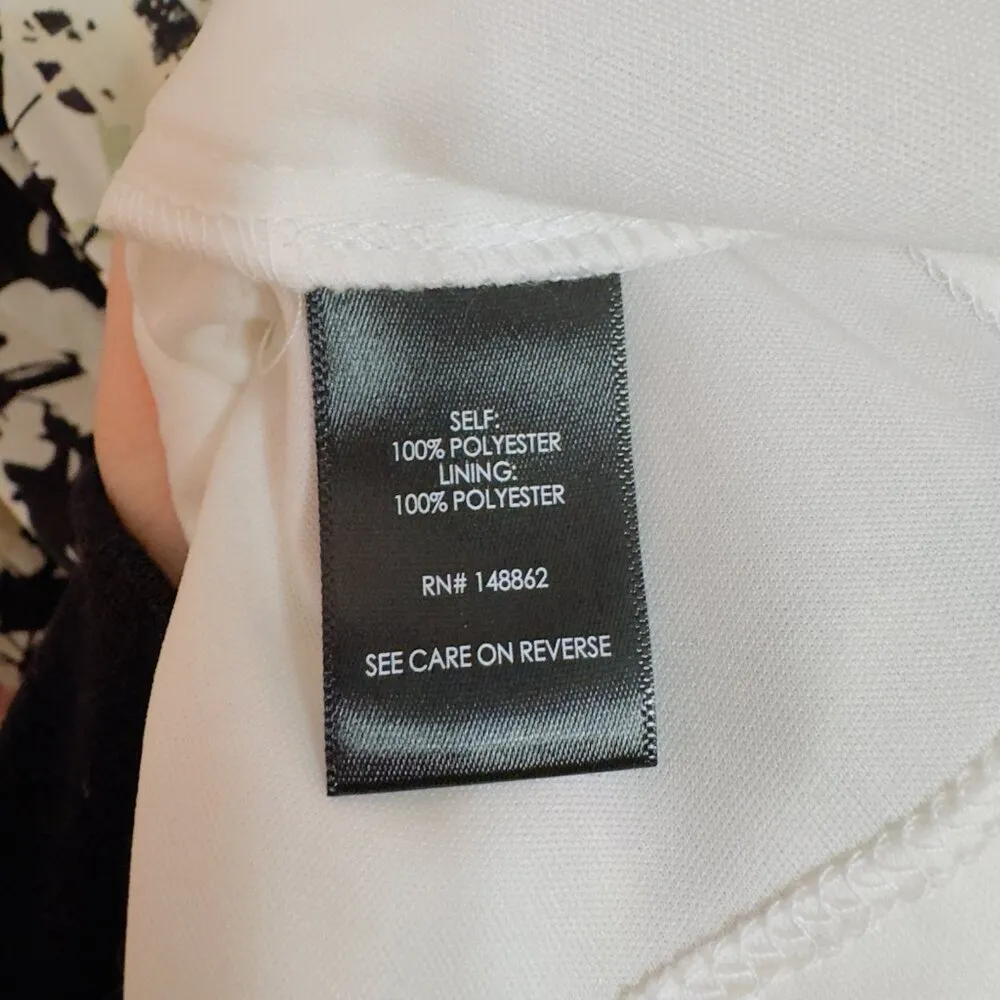 SELF:
100% POLYESTER
LINING:
100% POLYESTER
RN# 148862
SEE CARE ON REVERSE